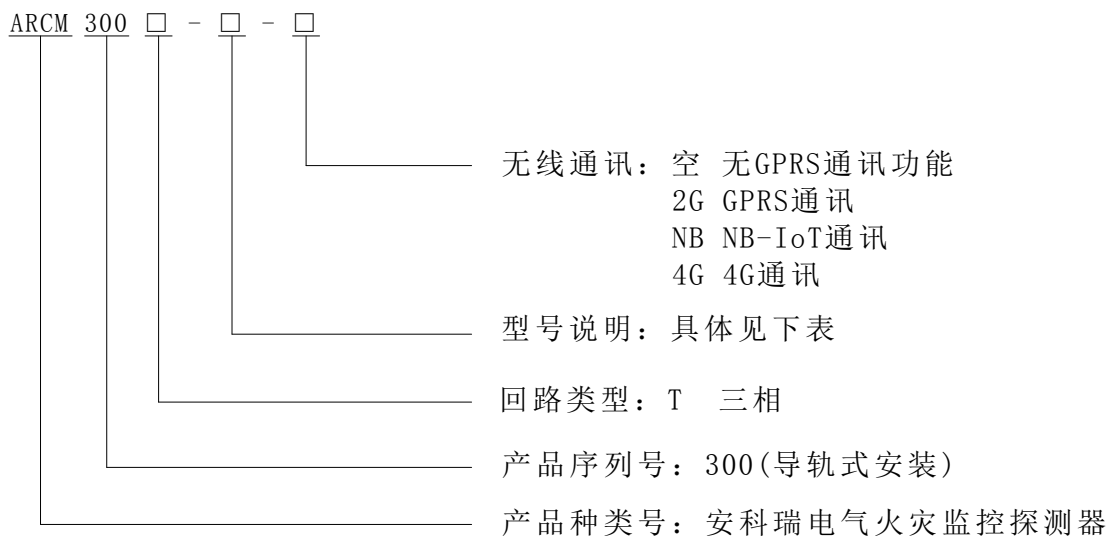 ARCM 300 □ - □ - □
无线通讯：空 无GPRS通讯功能
2G GPRS通讯
NB NB-IoT通讯
4G 4G通讯
型号说明：具体见下表
回路类型：T 三相
产品序列号：300(导轨式安装)
产品种类号：安科瑞电气火灾监控探测器